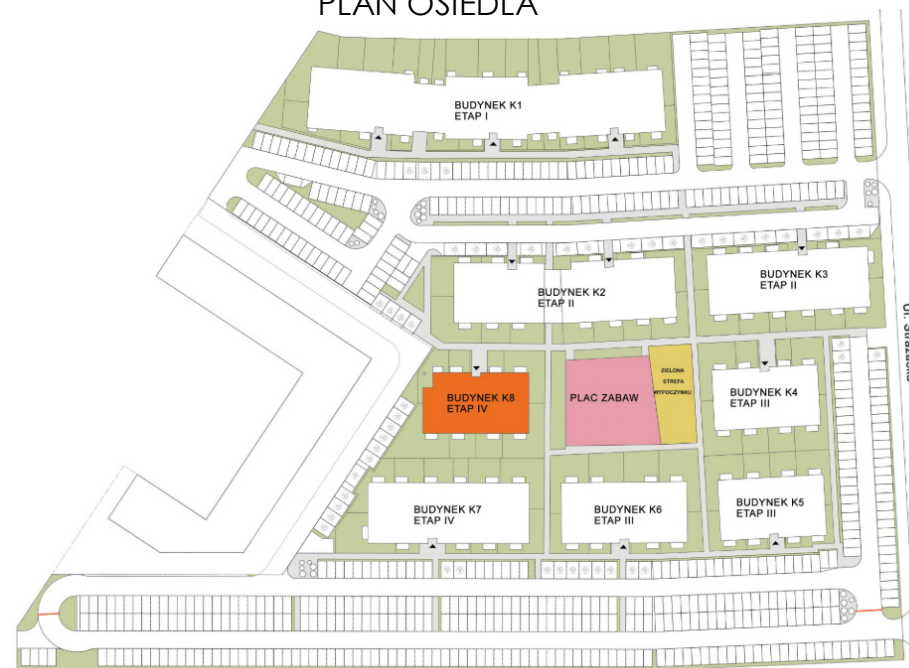 PLAN OSIEDLA
BUDYNEK K1
ETAP I
BUDYNEK K2
ETAP II
BUDYNEK K3
ETAP II
BUDYNEK K8
ETAP IV
PLAC ZABAW
ZIELONA
STREFA
WYPOCZYNKU
BUDYNEK K4
ETAP III
BUDYNEK K7
ETAP IV
BUDYNEK K6
ETAP III
BUDYNEK K5
ETAP III